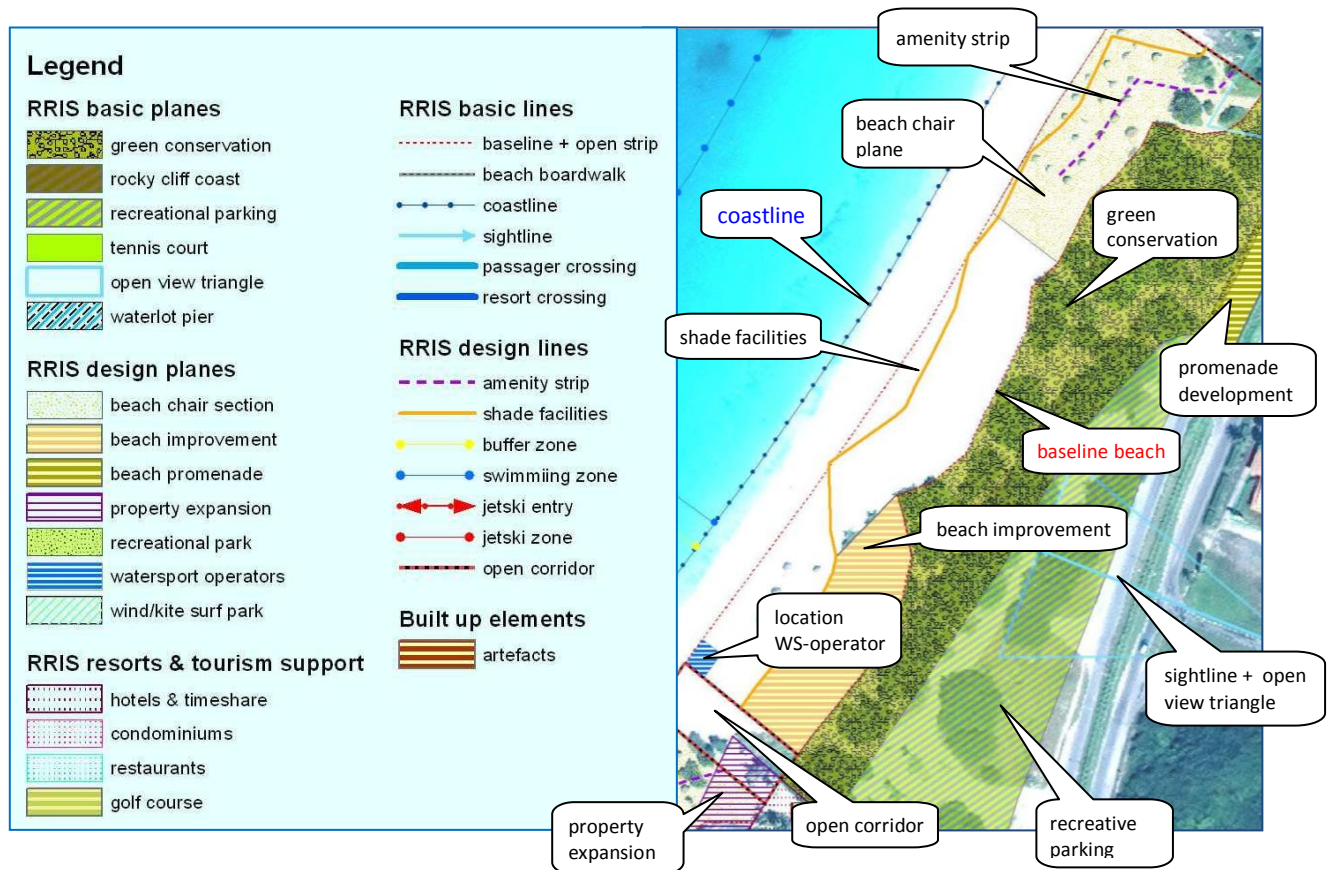 Legend
RRIS basic planes
green conservation
rocky cliff coast
recreational parking
tennis court
open view triangle
waterlot pier
RRIS design planes
beach chair section
beach improvement
beach promenade
property expansion
recreational park
watersport operators
wind/kite surf park
RRIS resorts & tourism support
hotels & timeshare
condominiums
restaurants
golf course
RRIS basic lines
baseline + open strip
beach boardwalk
coastline
sightline
passager crossing
resort crossing
RRIS design lines
amenity strip
shade facilities
buffer zone
swimmiing zone
jetski entry
jetski zone
open corridor
Built up elements
artefacts
amenity strip
beach chair
plane
coastline
green
conservation
shade facilities
promenade
development
baseline beach
beach improvement
location
WS-operator
sightline + open
view triangle
property
expansion
open corridor
recreative
parking